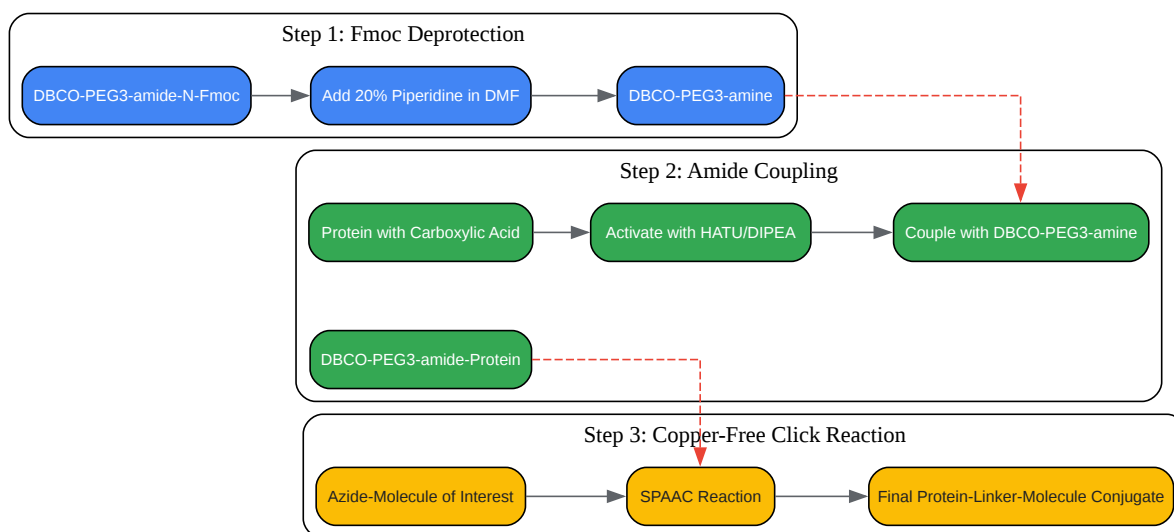 Step 1: Fmoc Deprotection
DBCO-PEG3-amide-N-Fmoc
Add 20% Piperidine in DMF
DBCO-PEG3-amine
Step 2: Amide Coupling
Protein with Carboxylic Acid
Activate with HATU/DIPEA
Couple with DBCO-PEG3-amine
DBCO-PEG3-amide-Protein
Step 3: Copper-Free Click Reaction
Azide-Molecule of Interest
SPAAC Reaction
Final Protein-Linker-Molecule Conjugate